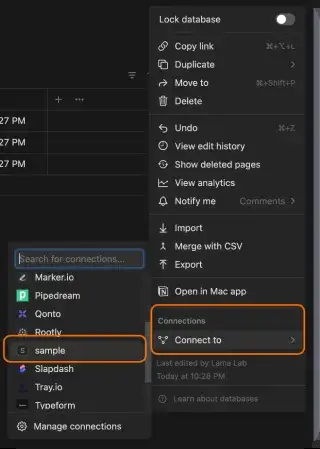 Lock database
Copy link ⌘+⌥+L
Duplicate
Move to ⌘+Shift+P
Delete
27 PM
27 PM
27 PM
Undo ⌘+Z
View edit history
Show deleted pages
View analytics
Notify me Comments
Import
Merge with CSV
Export
Open in Mac app
Connections
Connect to
Last edited by Lama Lab
Today at 10:28 PM
Learn about databases
Search for connections...
Marker.io
Pipedream
Qonto
Rootly
S sample
Slapdash
Tray.io
Typeform
Manage connections